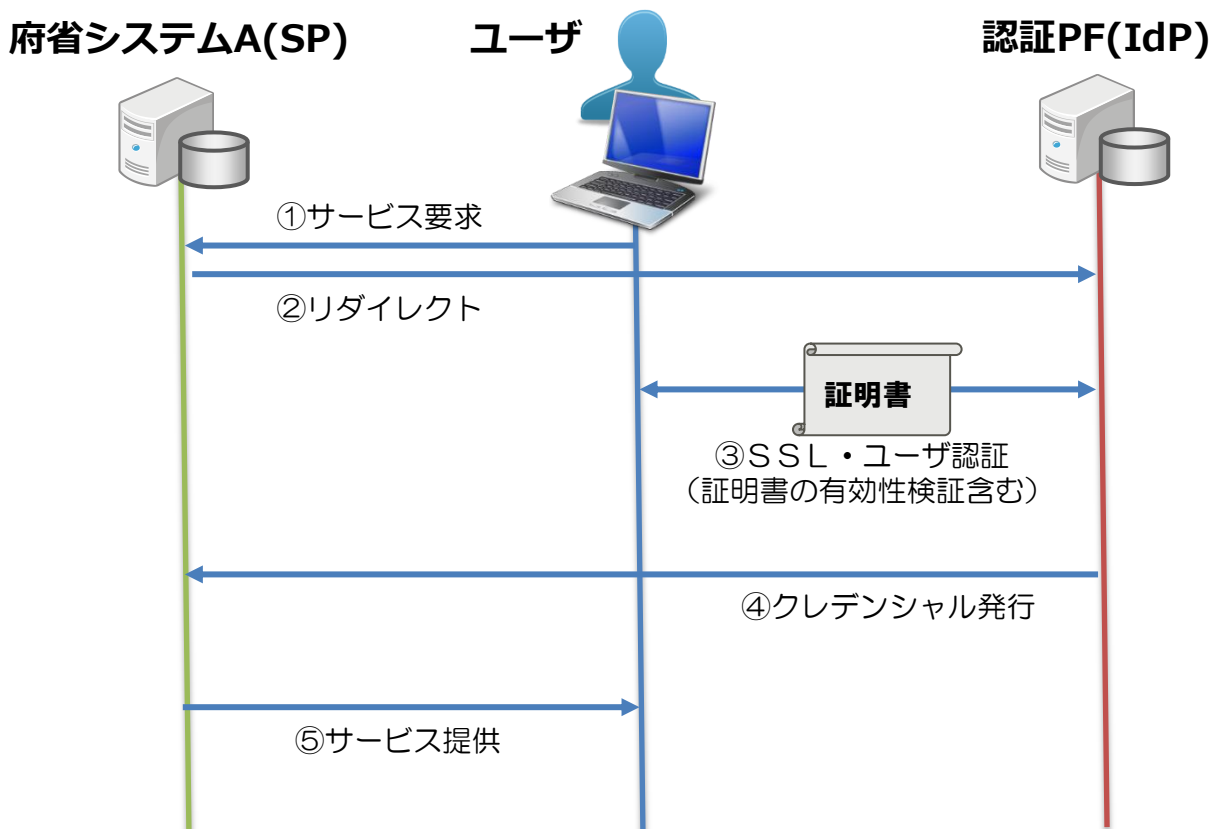 府省システムA(SP)
ユーザ
認証PF(IdP)
①サービス要求
②リダイレクト
証明書
③ＳＳＬ・ユーザ認証
（証明書の有効性検証含む）
④クレデンシャル発行
⑤サービス提供